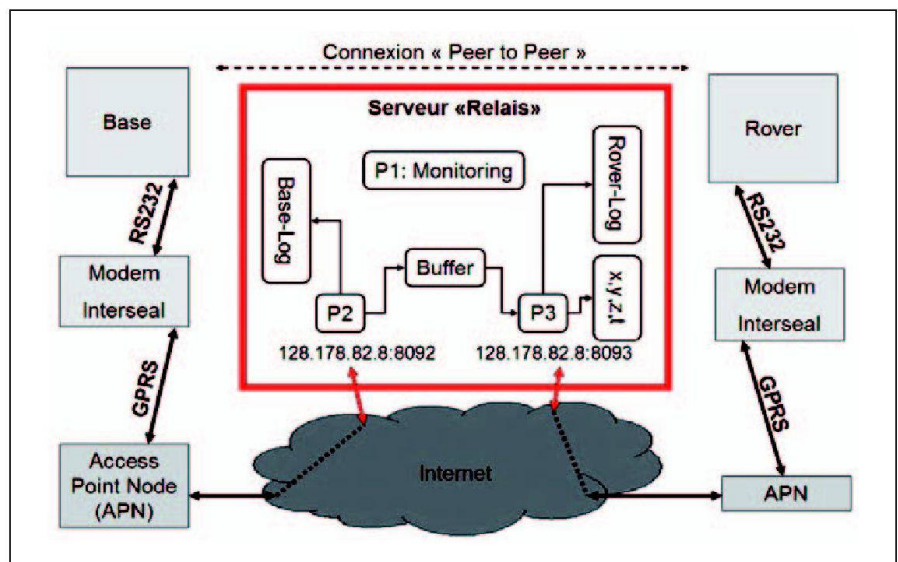 Connexion « Peer to Peer »
Base
Serveur «Relais»
Rover
P1: Monitoring
Base-Log
Rover-Log
RS232
RS232
Buffer
Modem
Interseal
P2
P3
x,y,z,t
Modem
Interseal
128.178.82.8:8092
128.178.82.8:8093
GPRS
GPRS
Access
Point Node
(APN)
Internet
APN